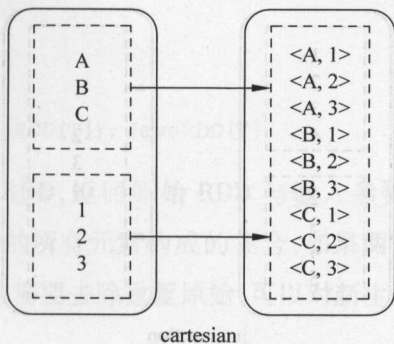 A
B
C
1
2
3
<A, 1>
<A, 2>
<A, 3>
<B, 1>
<B, 2>
<B, 3>
<C, 1>
<C, 2>
<C, 3>
cartesian